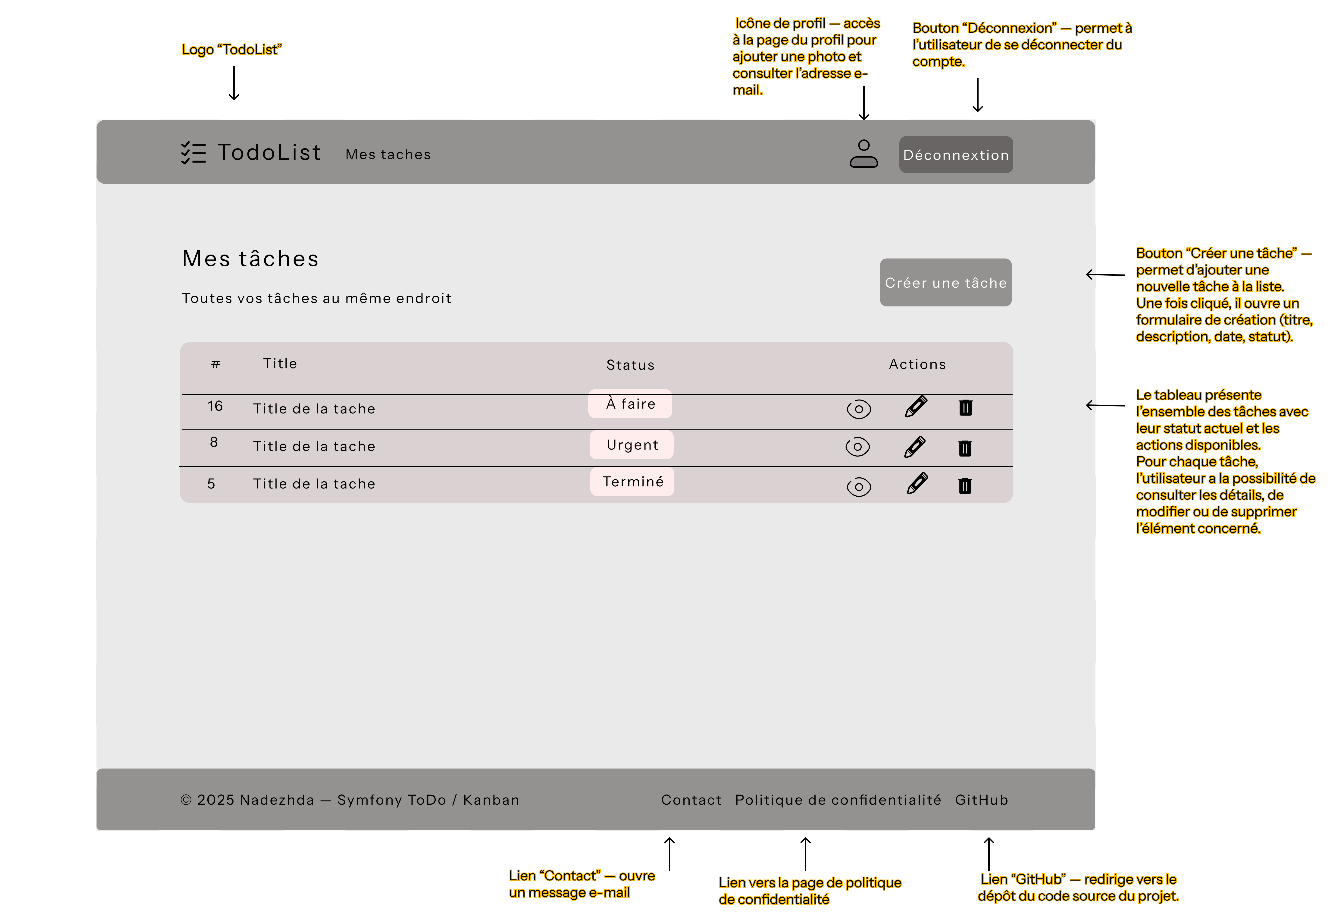 Logo “TodoList”
Icône de profil — accès
à la page du profil pour
ajouter une photo et
consulter l’adresse e-
mail.
Bouton “Déconnexion” — permet à
l’utilisateur de se déconnecter du
compte.
TodoList
Mes taches
Déconnextion
Mes tâches
Toutes vos tâches au même endroit
Créer une tâche
Bouton “Créer une tâche” —
permet d’ajouter une
nouvelle tâche à la liste.
Une fois cliqué, il ouvre un
formulaire de création (titre,
description, date, statut).
# Title Status Actions
16 Title de la tache À faire
8 Title de la tache Urgent
5 Title de la tache Terminé
Le tableau présente
l’ensemble des tâches avec
leur statut actuel et les
actions disponibles.
Pour chaque tâche,
l’utilisateur a la possibilité de
consulter les détails, de
modifier ou de supprimer
l’élément concerné.
© 2025 Nadezhda — Symfony ToDo / Kanban
Contact Politique de confidentialité GitHub
Lien “Contact” — ouvre
un message e-mail
Lien vers la page de politique
de confidentialité
Lien “GitHub” — redirige vers le
dépôt du code source du projet.